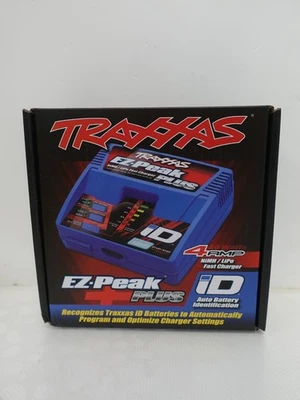 TRAXXAS
EZ-Peak
PLUS
iD
4-AMP
NiMH / LiPo
Fast Charger
EZ-Peak
PLUS
iD
Auto Battery
Identification
Recognizes Traxxas iD Batteries to Automatically
Program and Optimize Charger Settings